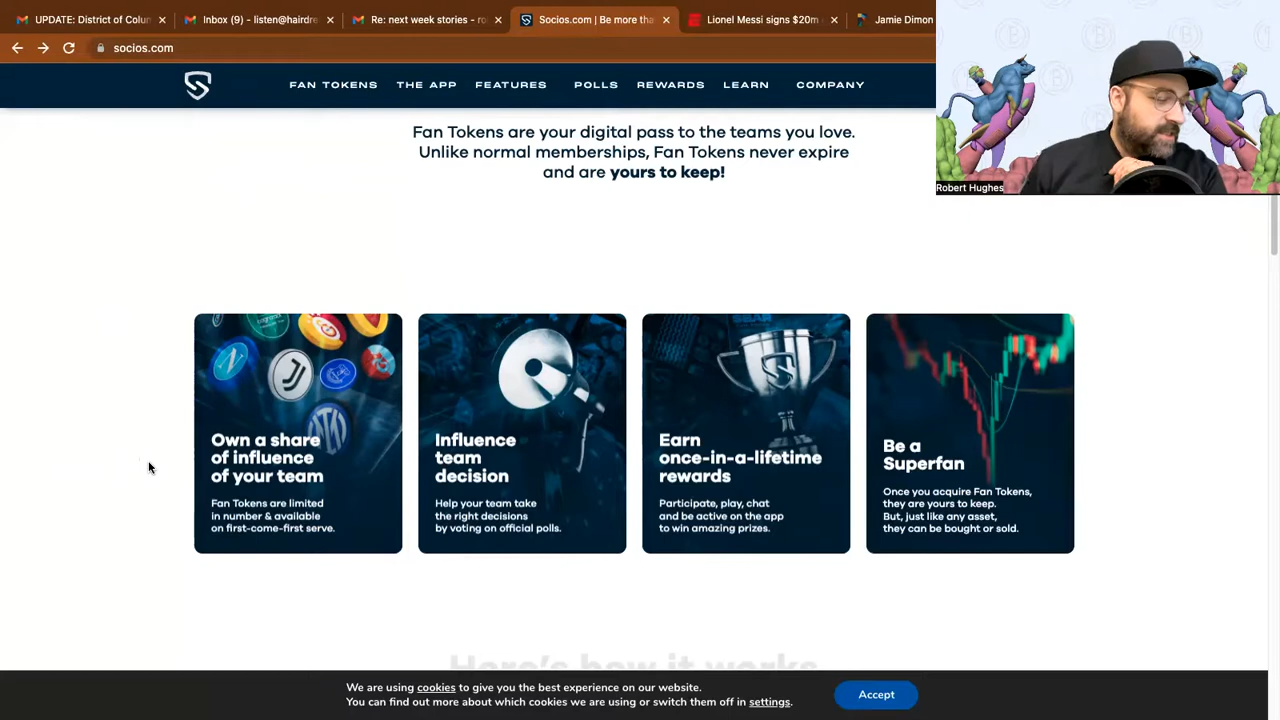 UPDATE: District of Colum
Inbox (9) - listen@hairdre
Re: next week stories - ro
Socios.com | Be more tha
Lionel Messi signs $20m
Jamie Dimon
socios.com
FAN TOKENS THE APP FEATURES POLLS REWARDS LEARN COMPANY
Robert Hughes
Fan Tokens are your digital pass to the teams you love.
Unlike normal memberships, Fan Tokens never expire
and are yours to keep!
Own a share
of influence
of your team
Fan Tokens are limited
in number & available
on first-come-first serve.
Influence
team
decision
Help your team take
the right decisions
by voting on official polls.
Earn
once-in-a-lifetime
rewards
Participate, play, chat
and be active on the app
to win amazing prizes.
Be a
Superfan
Once you acquire Fan Tokens,
they are yours to keep.
But, just like any asset,
they can be bought or sold.
Here's how it works
We are using cookies to give you the best experience on our website.
You can find out more about which cookies we are using or switch them off in settings.
Accept